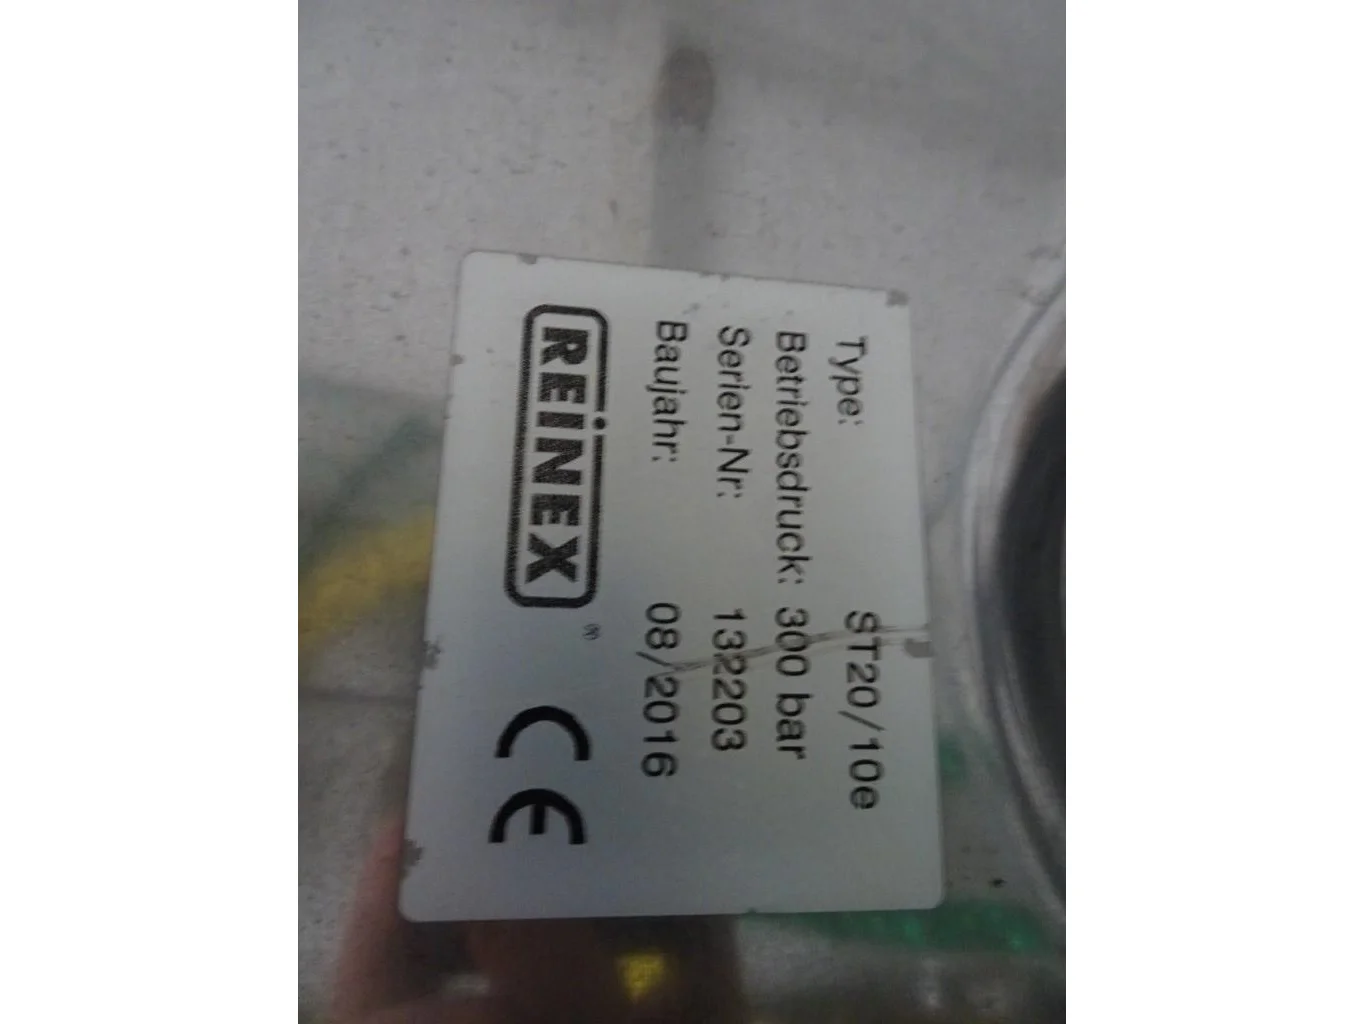 Type: ST20/10e
Betriebsdruck: 300 bar
Serien-Nr: 132203
Baujahr: 08/2016
REINEX ® CE